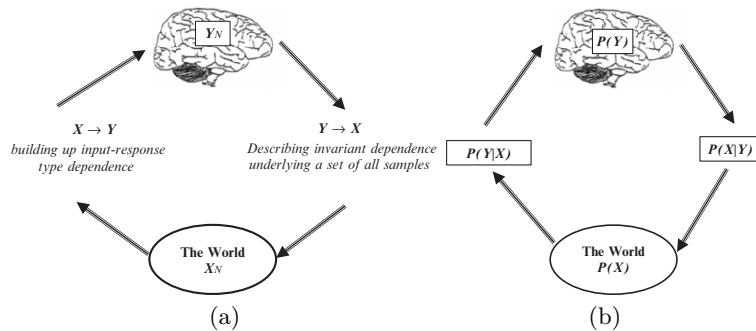 Y_N
X → Y
building up input-response
type dependence
Y → X
Describing invariant dependence
underlying a set of all samples
The World
X_N
(a)
P(Y)
P(Y|X)
P(X|Y)
The World
P(X)
(b)